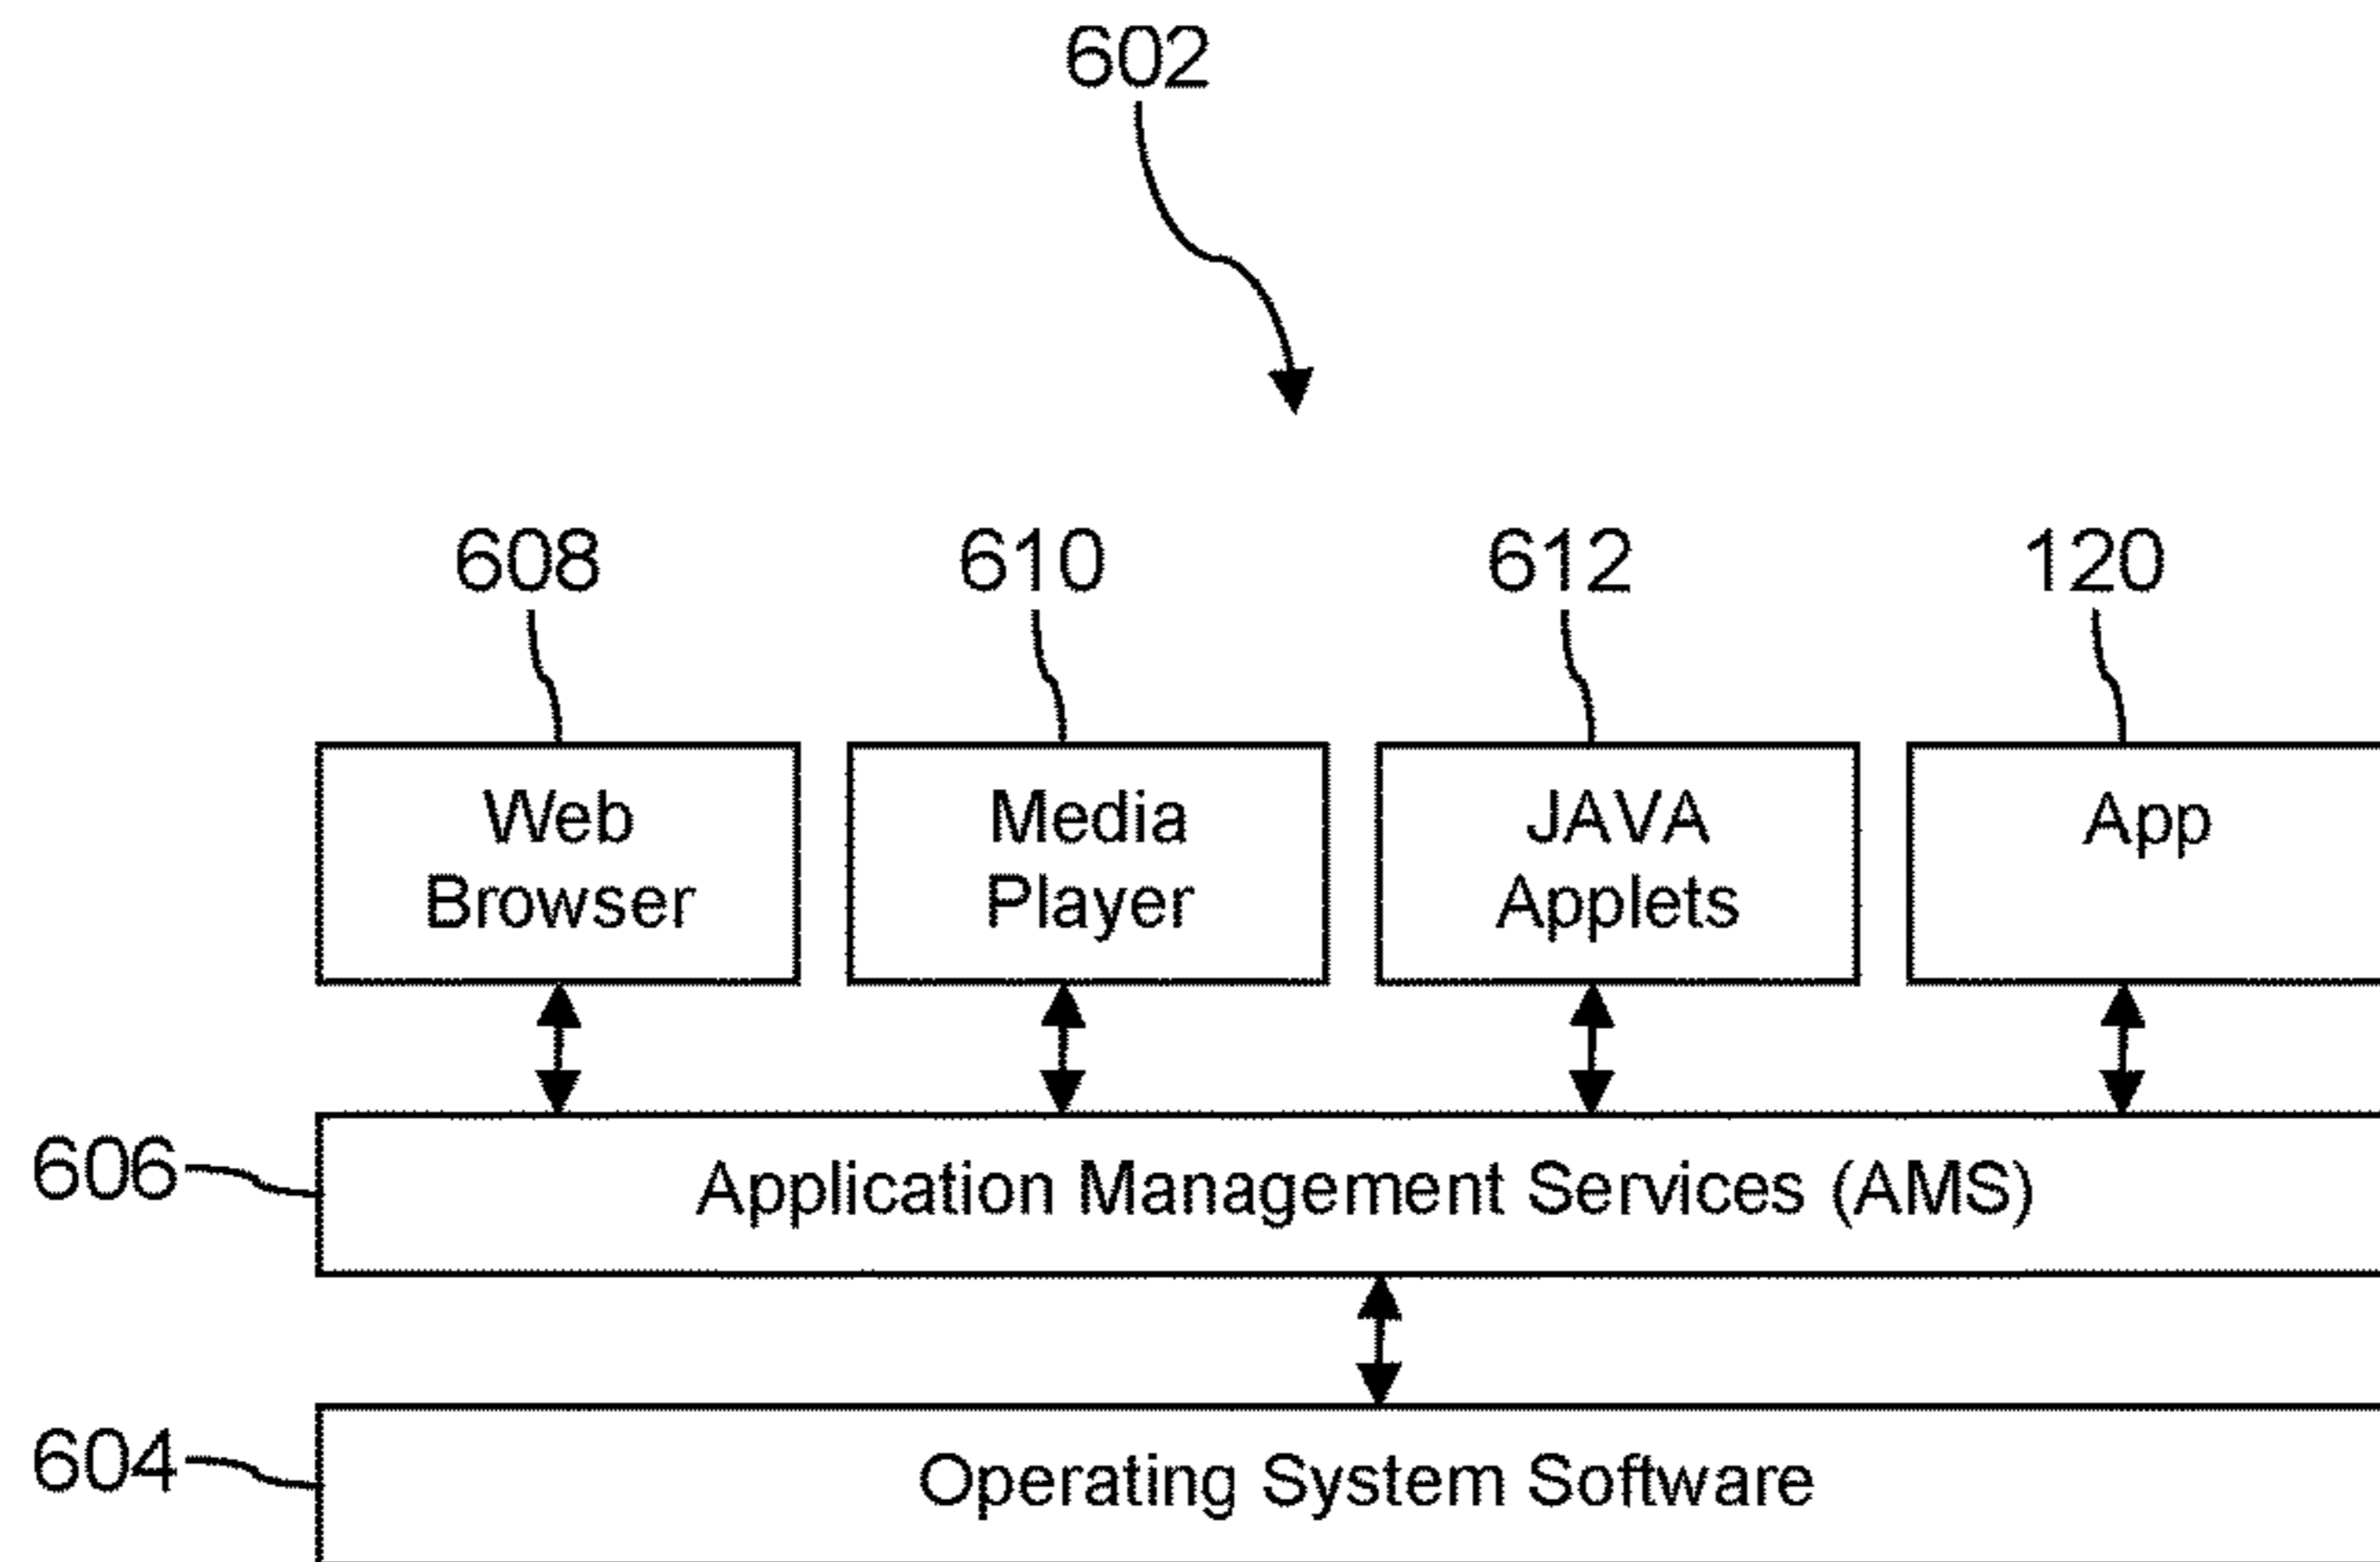 602
608
610
612
120
Web
Browser
Media
Player
JAVA
Applets
App
606
Application Management Services (AMS)
604
Operating System Software